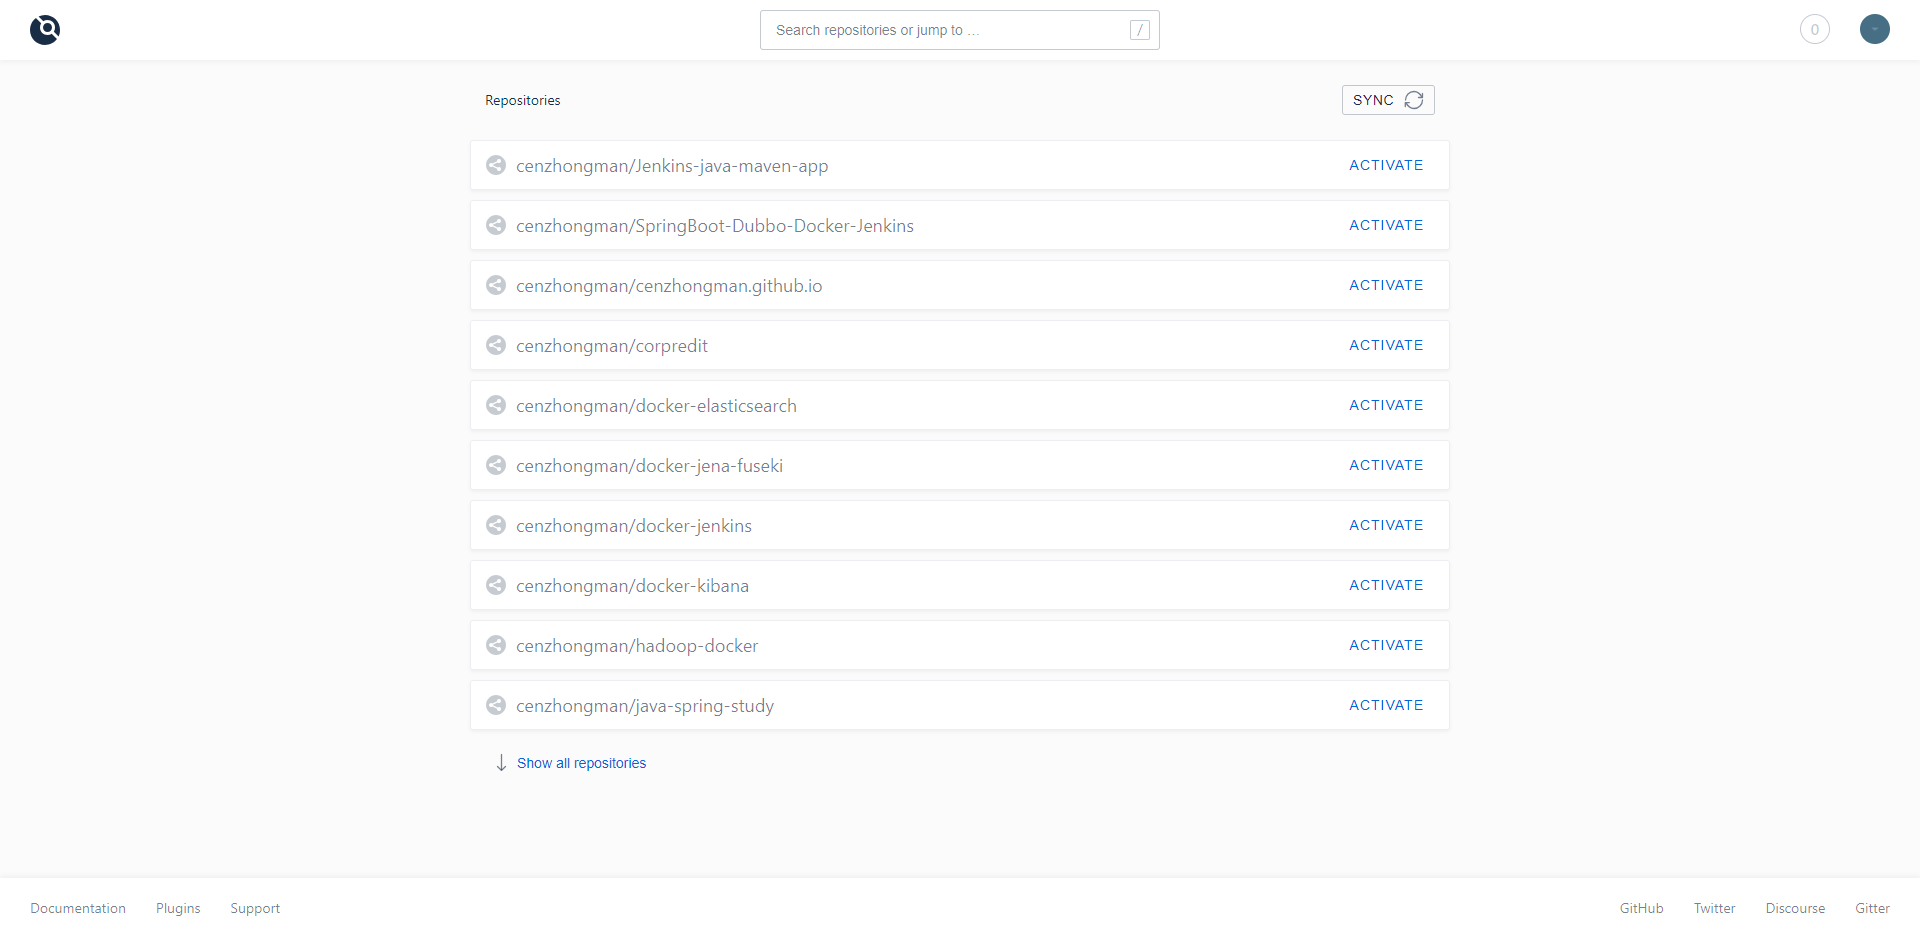 Search repositories or jump to … /
0
Repositories
SYNC
cenzhongman/Jenkins-java-maven-app ACTIVATE
cenzhongman/SpringBoot-Dubbo-Docker-Jenkins ACTIVATE
cenzhongman/cenzhongman.github.io ACTIVATE
cenzhongman/corpredit ACTIVATE
cenzhongman/docker-elasticsearch ACTIVATE
cenzhongman/docker-jena-fuseki ACTIVATE
cenzhongman/docker-jenkins ACTIVATE
cenzhongman/docker-kibana ACTIVATE
cenzhongman/hadoop-docker ACTIVATE
cenzhongman/java-spring-study ACTIVATE
Show all repositories
Documentation Plugins Support GitHub Twitter Discourse Gitter